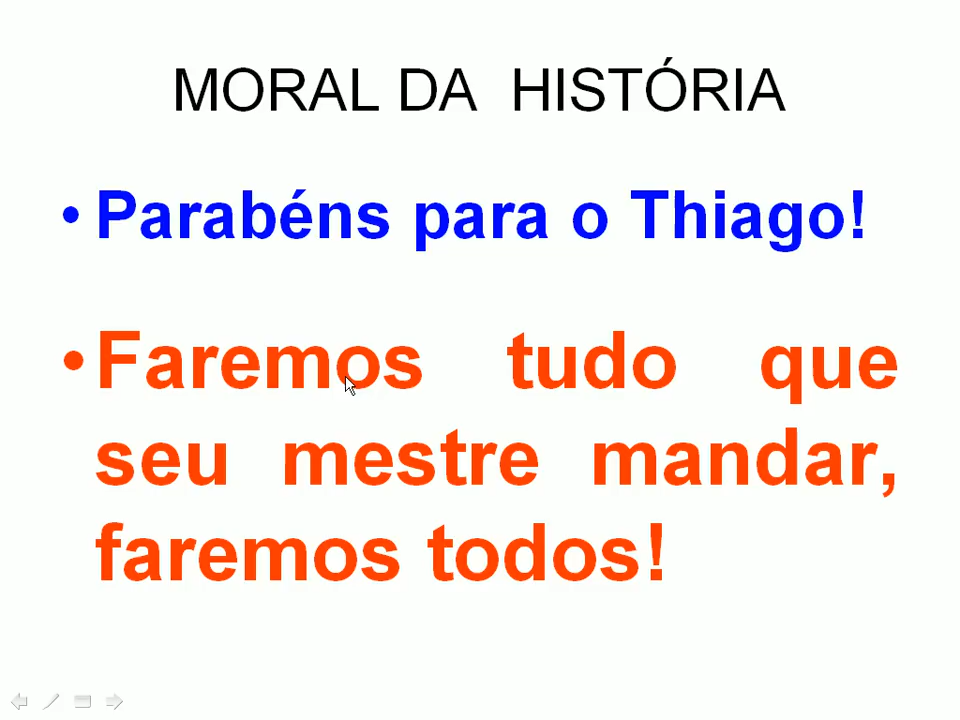 MORAL DA HISTÓRIA
• Parabéns para o Thiago!
• Faremos tudo que
seu mestre mandar,
faremos todos!